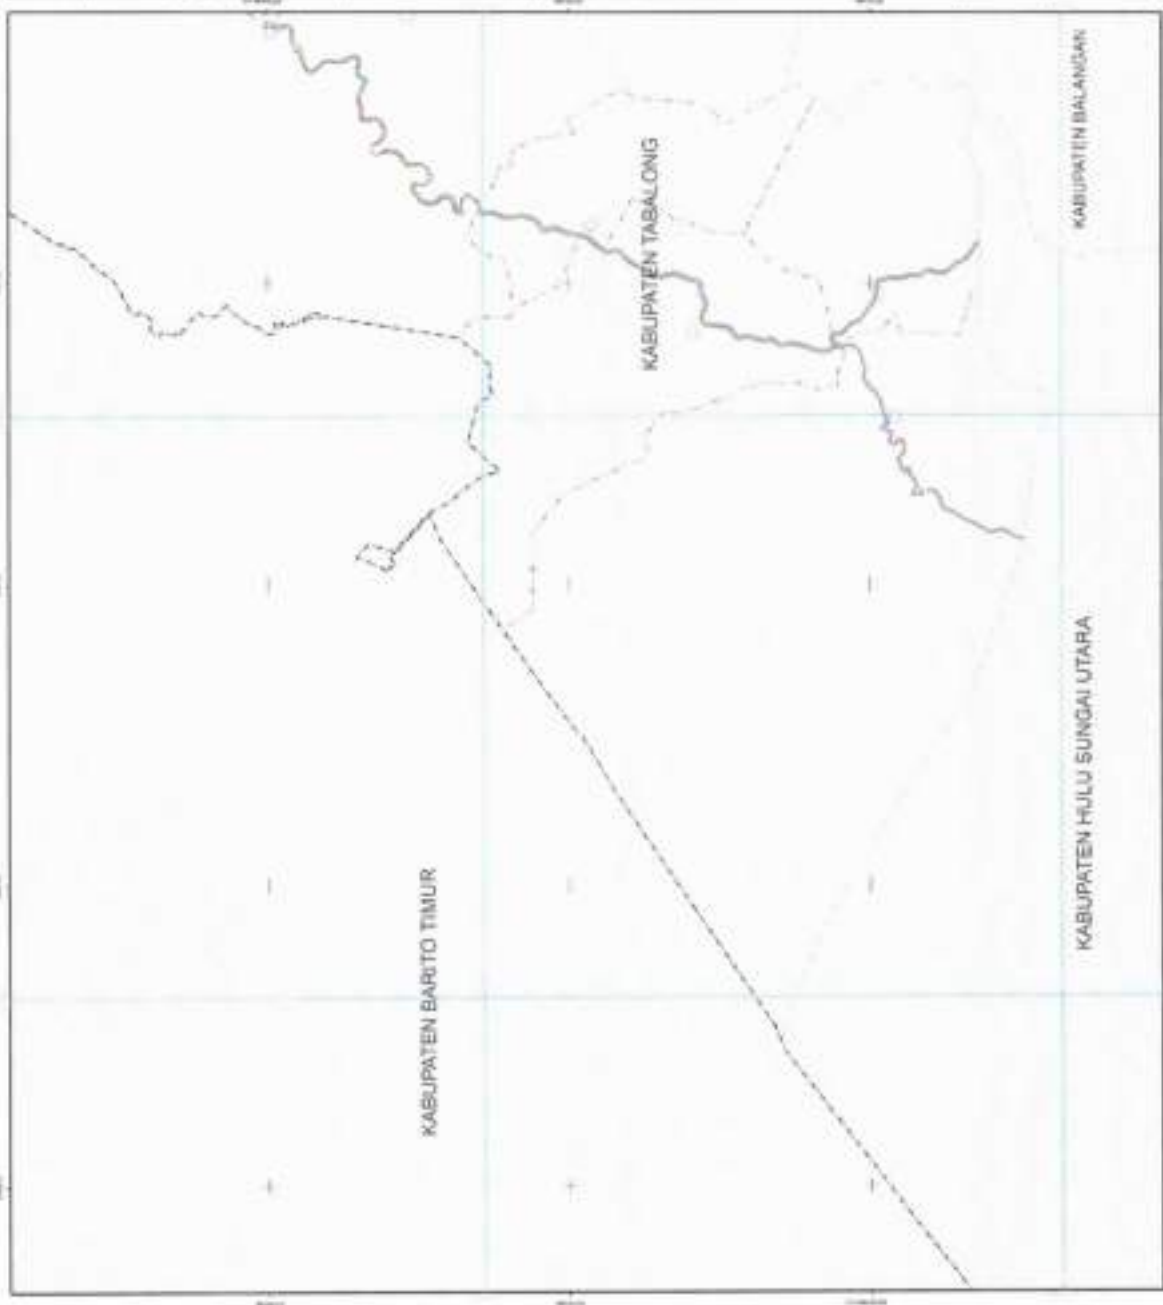 KABUPATEN BARITO TIMUR
KABUPATEN TABALONG
KABUPATEN HULU SUNGAI UTARA
KABUPATEN BALANGAN